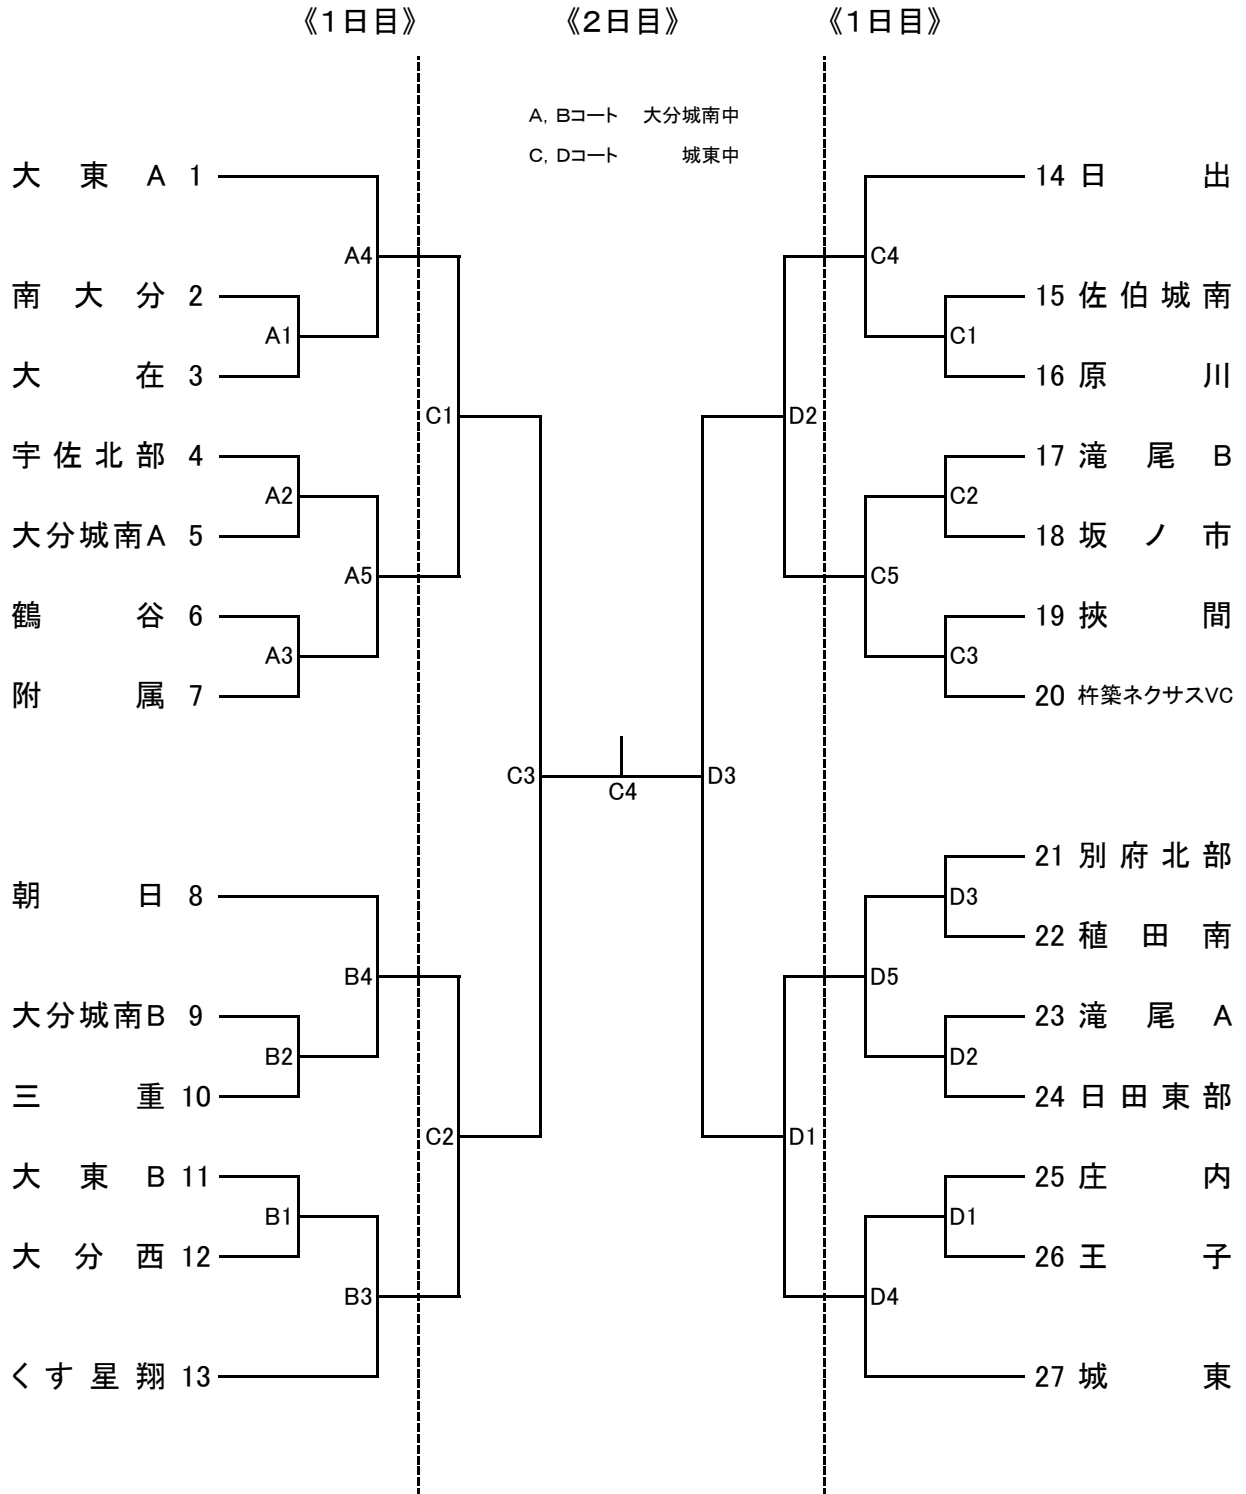 《1日目》 《2日目》 《1日目》
A，Bコート 大分城南中
C，Dコート 城東中
大東A 1
A4
南大分 2
A1
大在 3
C1
宇佐北部 4
A2
大分城南A 5
A5
鶴谷 6
A3
附属 7
C3
朝日 8
B4
大分城南B 9
B2
三重 10
C2
大東B 11
B1
大分西 12
B3
くす星翔 13
C4
14 日出
C4
15 佐伯城南
C1
16 原川
D2
17 滝尾B
C2
18 坂ノ市
C5
19 挾間
C3
20 杵築ネクサスVC
D3
21 別府北部
D3
22 稙田南
D5
23 滝尾A
D2
24 日田東部
D1
25 庄内
D1
26 王子
D4
27 城東